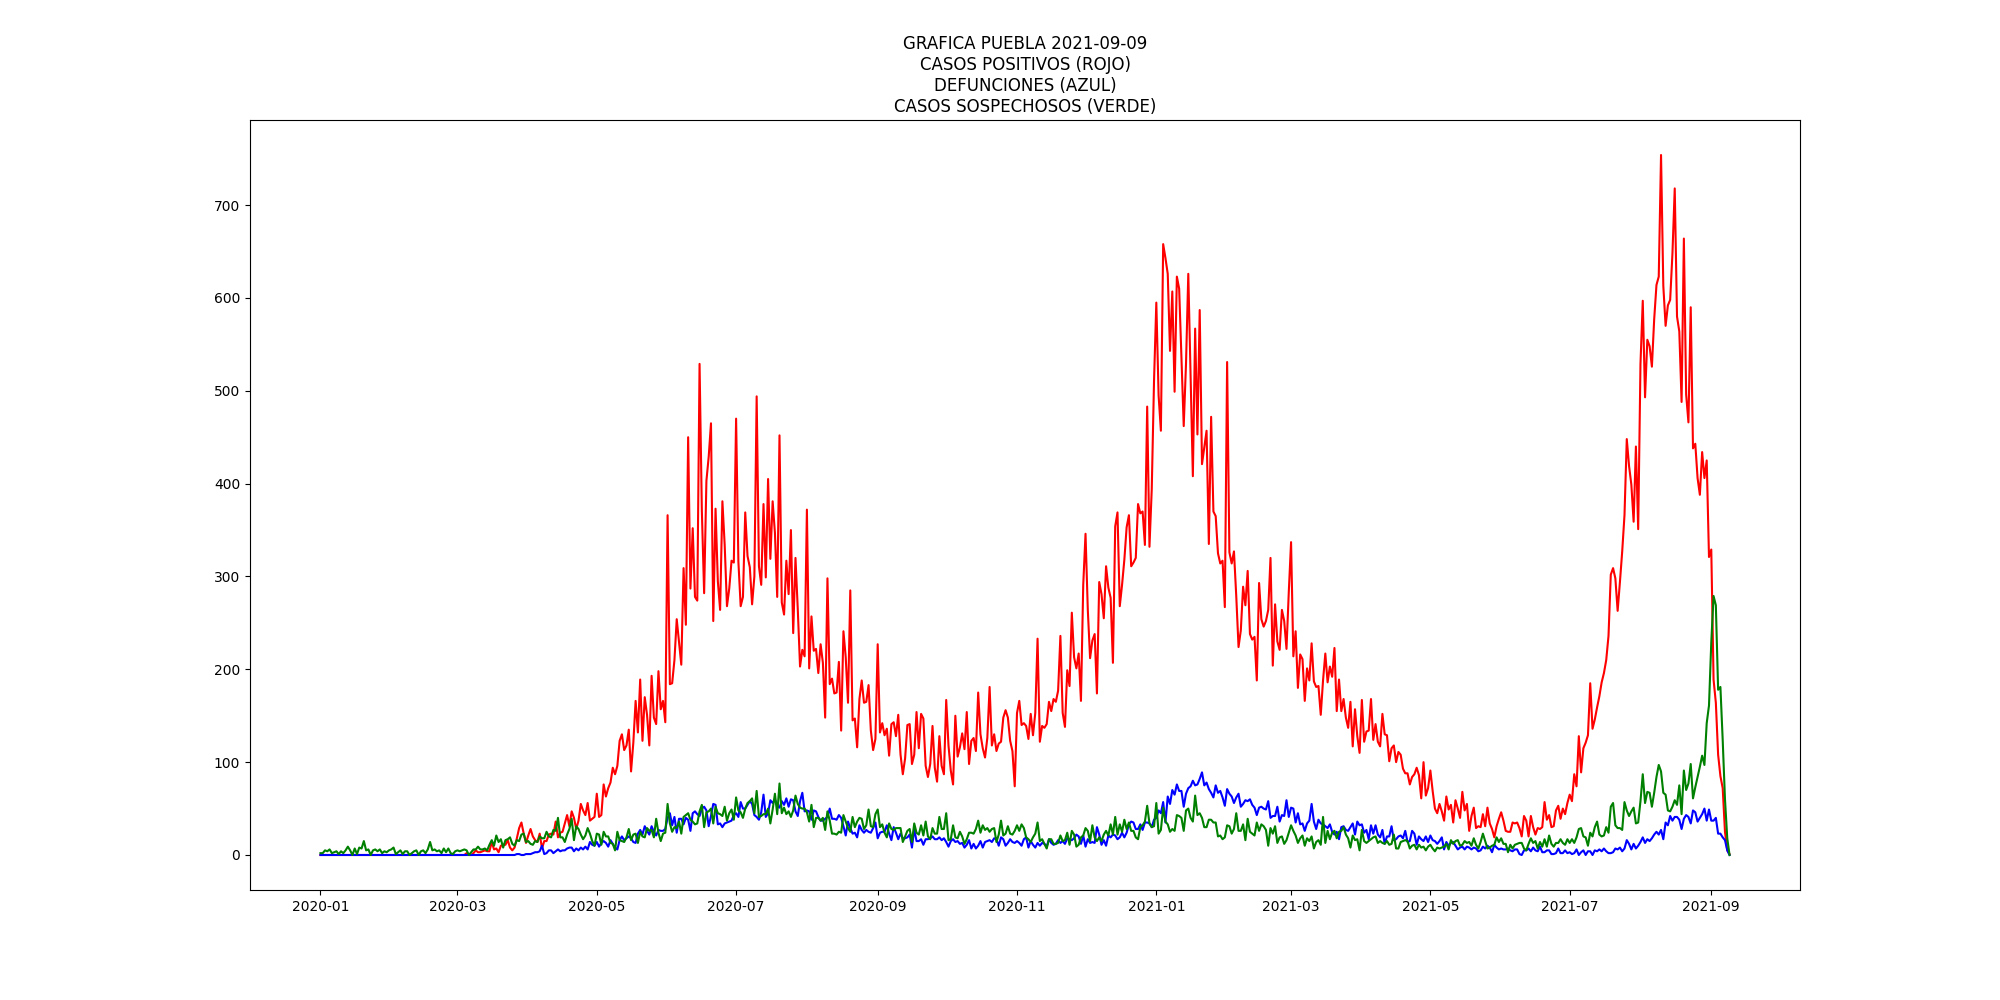 GRAFICA PUEBLA 2021-09-09
CASOS POSITIVOS (ROJO)
DEFUNCIONES (AZUL)
CASOS SOSPECHOSOS (VERDE)
700
600
500
400
300
200
100
0
2020-01 2020-03 2020-05 2020-07 2020-09 2020-11 2021-01 2021-03 2021-05 2021-07 2021-09